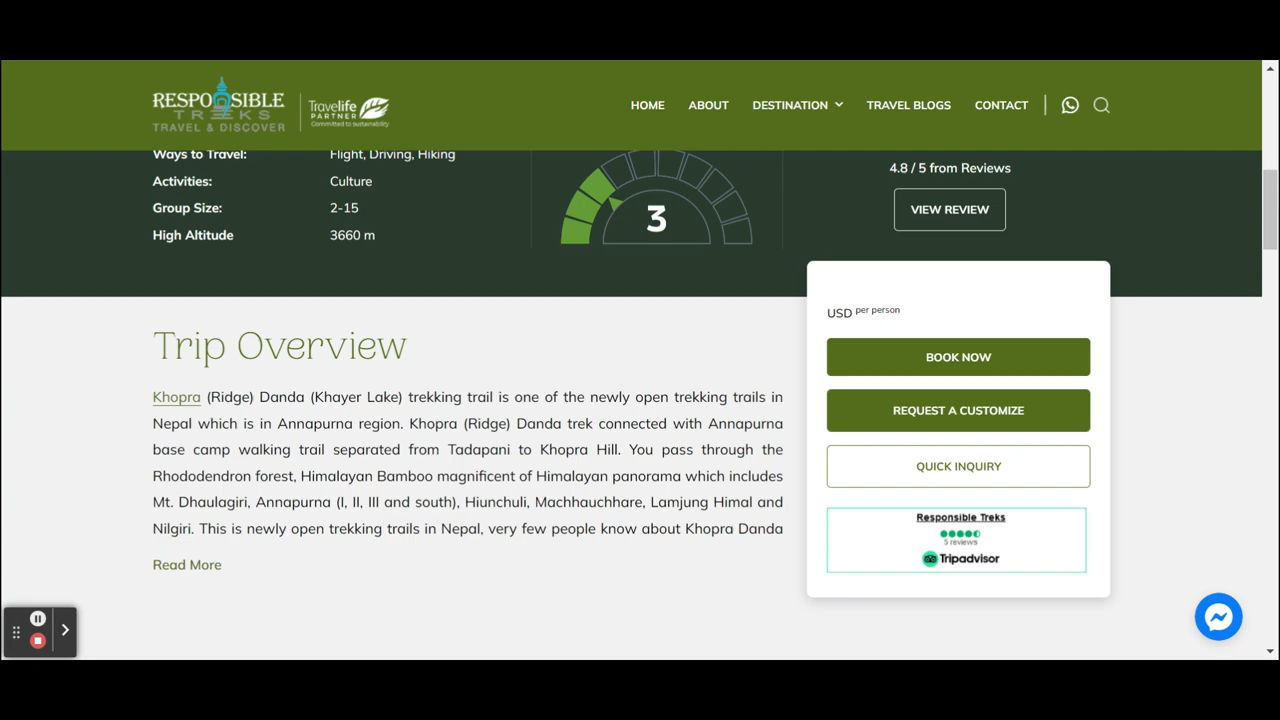 RESPONSIBLE
TREKS
TRAVEL & DISCOVER
Travelife
PARTNER
Committed to sustainability
HOME
ABOUT
DESTINATION
TRAVEL BLOGS
CONTACT
Ways to Travel: Flight, Driving, Hiking
Activities: Culture
Group Size: 2-15
High Altitude 3660 m
3
4.8 / 5 from Reviews
VIEW REVIEW
Trip Overview
Khopra (Ridge) Danda (Khayer Lake) trekking trail is one of the newly open trekking trails in
Nepal which is in Annapurna region. Khopra (Ridge) Danda trek connected with Annapurna
base camp walking trail separated from Tadapani to Khopra Hill. You pass through the
Rhododendron forest, Himalayan Bamboo magnificent of Himalayan panorama which includes
Mt. Dhaulagiri, Annapurna (I, II, III and south), Hiunchuli, Machhauchhare, Lamjung Himal and
Nilgiri. This is newly open trekking trails in Nepal, very few people know about Khopra Danda
Read More
USD per person
BOOK NOW
REQUEST A CUSTOMIZE
QUICK INQUIRY
Responsible Treks
5 reviews
Tripadvisor